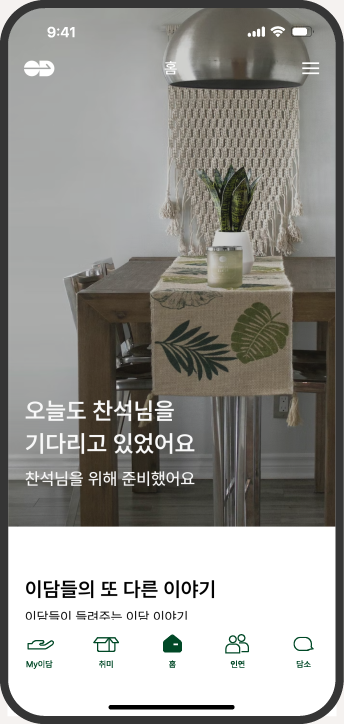 9:41
홈
오늘도 찬석님을
기다리고 있었어요
찬석님을 위해 준비했어요
이담들의 또 다른 이야기
이담들이 들려주는 이담 이야기
My이담
취미
홈
인연
담소